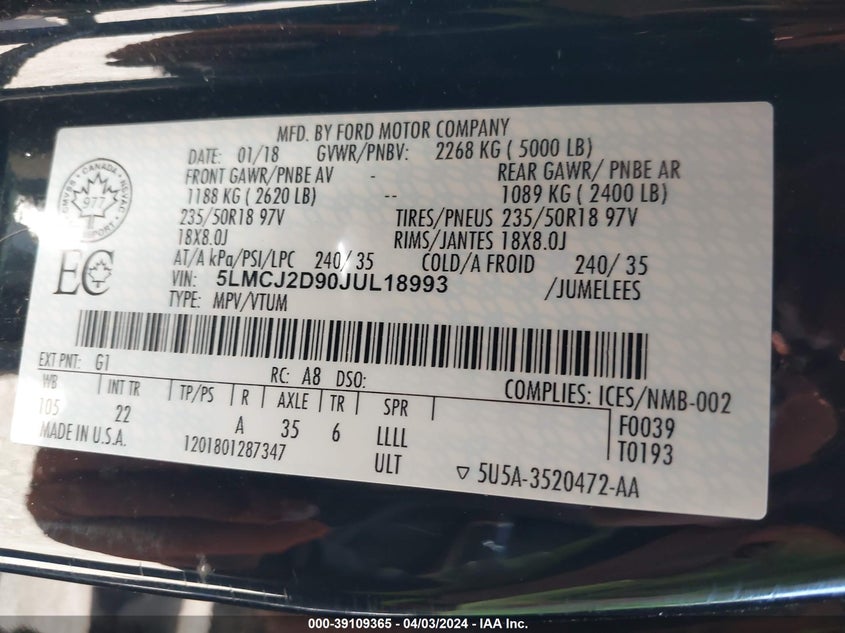 MFD. BY FORD MOTOR COMPANY
DATE: 01/18 GVWR/PNBV: 2268 KG ( 5000 LB)
FRONT GAWR/PNBE AV - REAR GAWR/ PNBE AR
1188 KG ( 2620 LB) -- 1089 KG ( 2400 LB)
235/50R18 97V TIRES/PNEUS 235/50R18 97V
18X8.0J RIMS/JANTES 18X8.0J
AT/A kPa/PSI/LPC 240/ 35 COLD/A FROID 240/ 35
VIN: 5LMCJ2D90JUL18993 /JUMELEES
TYPE: MPV/VTUM
CANADA
977
EC
EXT PNT: G1 RC: A8 DSO: COMPLIES: ICES/NMB-002
WB INT TR TP/PS R AXLE TR SPR F0039
105 22 A 35 6 LLLL T0193
MADE IN U.S.A. 1201801287347 ULT
5U5A-3520472-AA
000-39109365 - 04/03/2024 - IAA Inc.